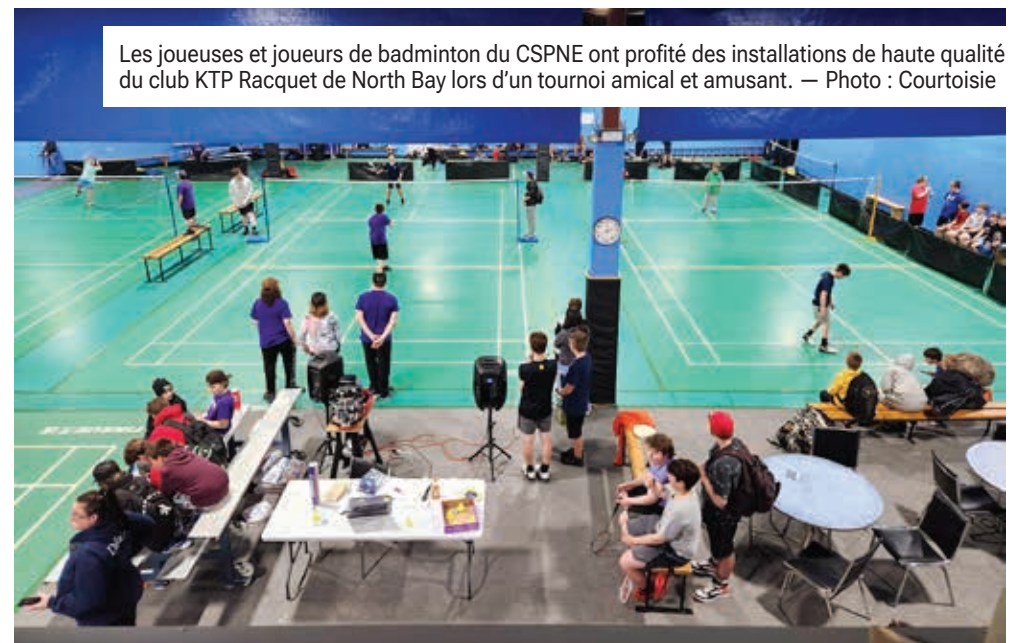 Les joueuses et joueurs de badminton du CSPNE ont profité des installations de haute qualité
du club KTP Racquet de North Bay lors d’un tournoi amical et amusant. — Photo : Courtoisie